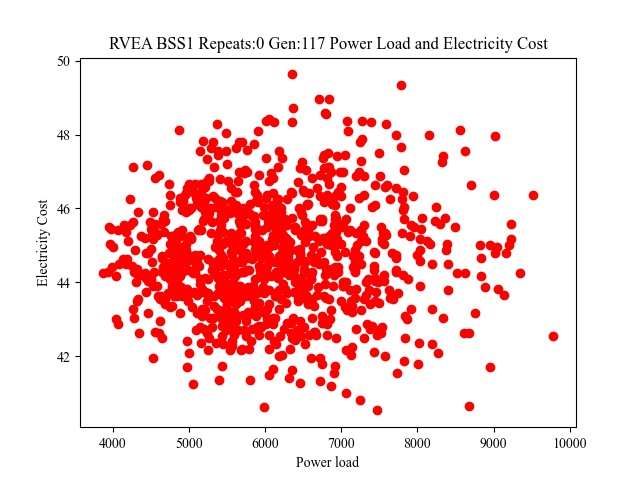 RVEA BSS1 Repeats:0 Gen:117 Power Load and Electricity Cost
50
48
46
44
42
Electricity Cost
4000 5000 6000 7000 8000 9000 10000
Power load